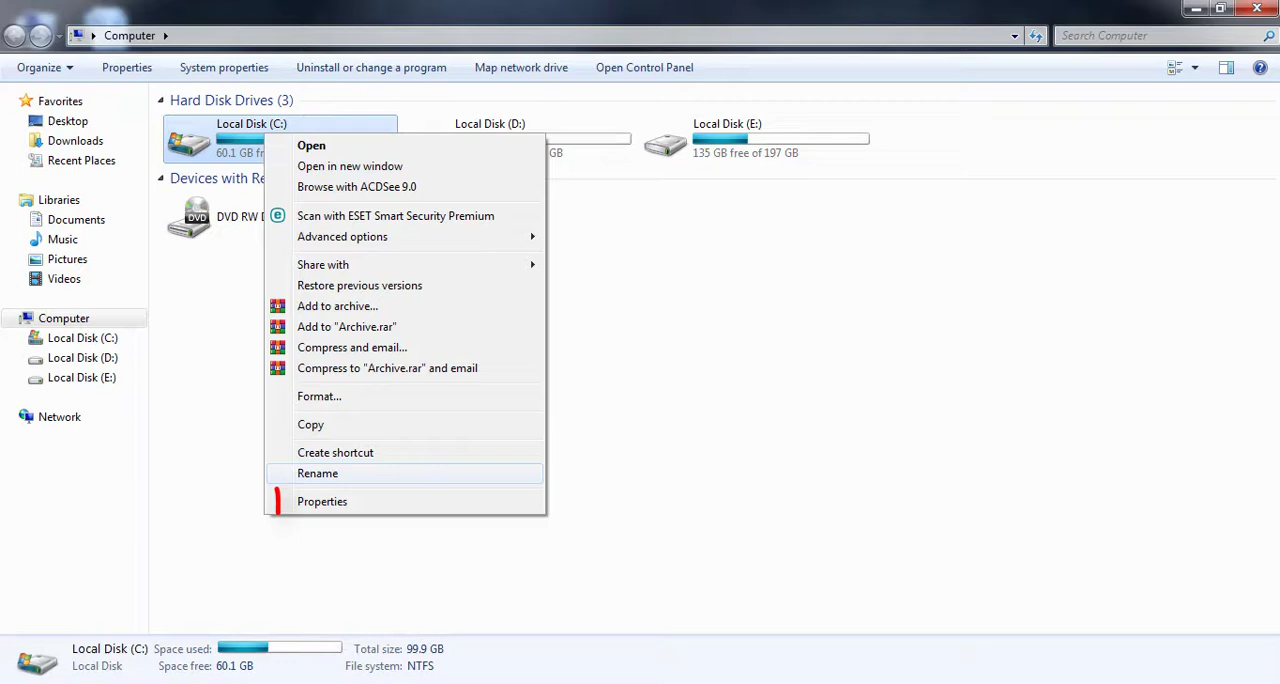 Computer
Search Computer
Organize
Properties
System properties
Uninstall or change a program
Map network drive
Open Control Panel
Favorites
Desktop
Downloads
Recent Places
Libraries
Documents
Music
Pictures
Videos
Computer
Local Disk (C:)
Local Disk (D:)
Local Disk (E:)
Network
Hard Disk Drives (3)
Local Disk (C:)
60.1 GB fr
Local Disk (D:)
GB
Local Disk (E:)
135 GB free of 197 GB
Devices with Re
DVD
DVD RW D
Open
Open in new window
Browse with ACDSee 9.0
e
Scan with ESET Smart Security Premium
Advanced options
Share with
Restore previous versions
Add to archive...
Add to "Archive.rar"
Compress and email...
Compress to "Archive.rar" and email
Format...
Copy
Create shortcut
Rename
Properties
Local Disk (C:) Space used: Total size: 99.9 GB
Local Disk Space free: 60.1 GB File system: NTFS